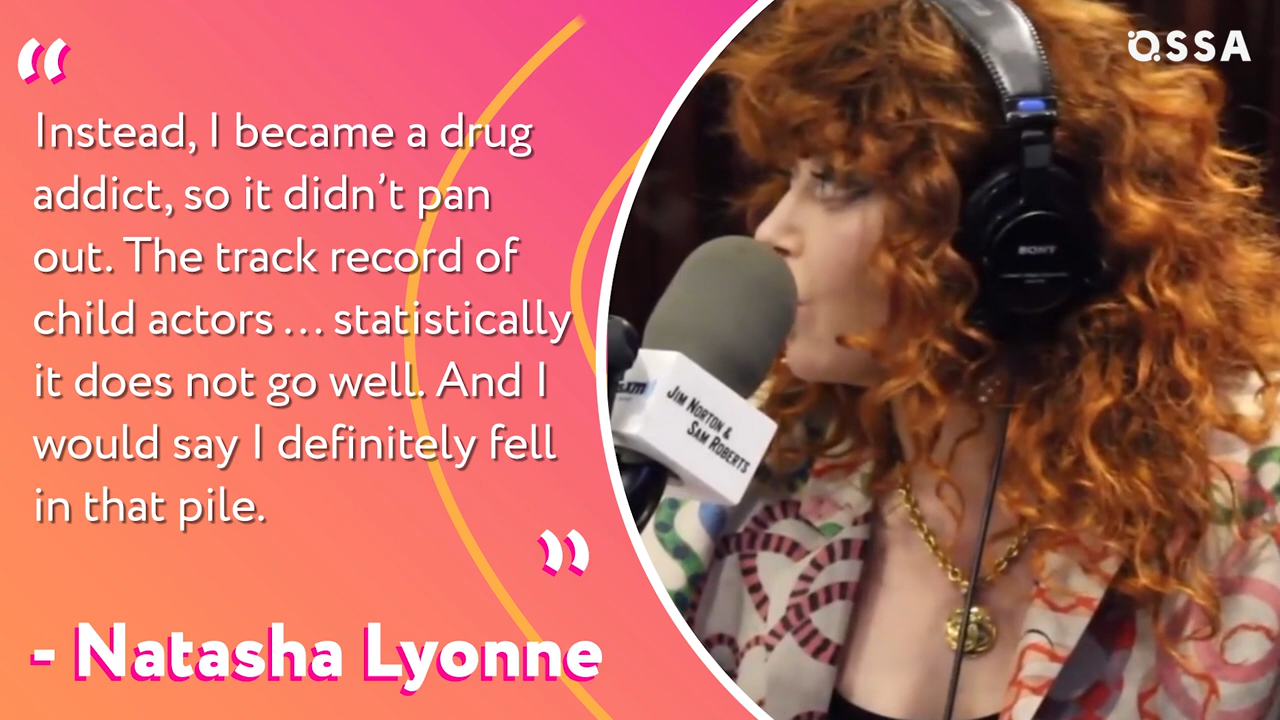 “
Instead, I became a drug
addict, so it didn’t pan
out. The track record of
child actors … statistically
it does not go well. And I
would say I definitely fell
in that pile.
”
- Natasha Lyonne
OSSA
SONY
JIM NORTON &
SAM ROBERTS